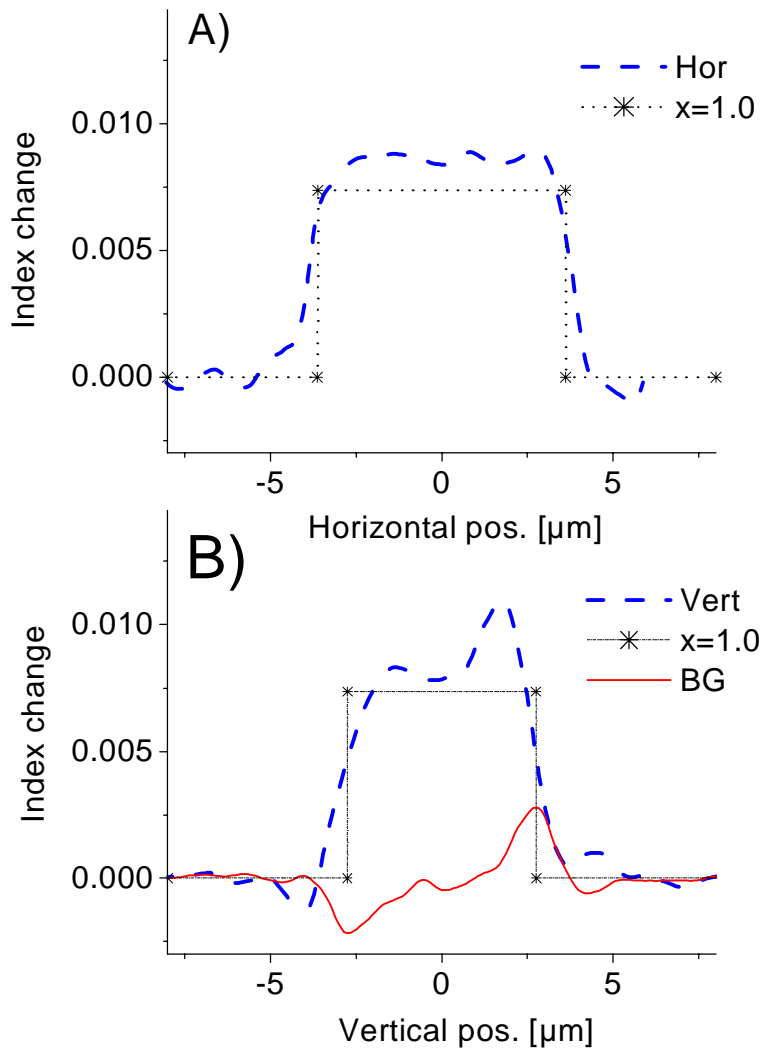 A)
Hor
x=1.0
0.010
0.005
0.000
Index change
-5 0 5
Horizontal pos. [µm]
B)
Vert
x=1.0
BG
0.010
0.005
0.000
Index change
-5 0 5
Vertical pos. [µm]